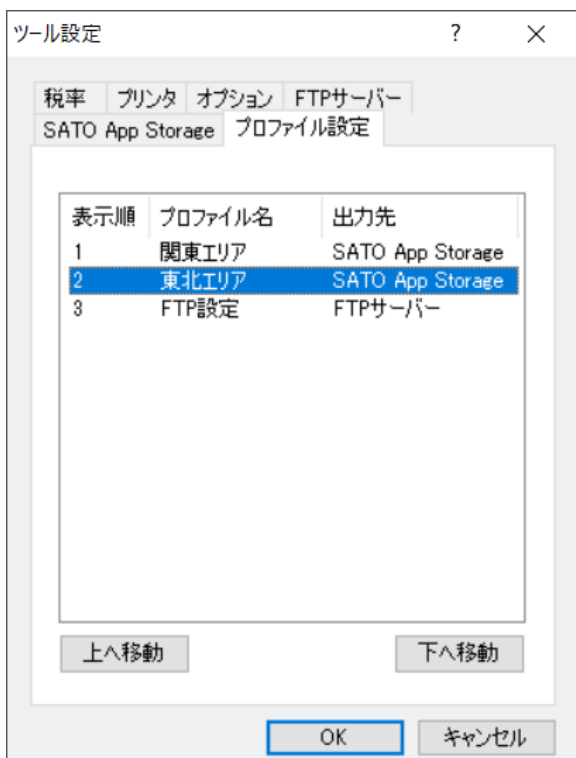 ツール設定
税率 プリンタ オプション FTPサーバー
SATO App Storage プロファイル設定
表示順 プロファイル名 出力先
1 関東エリア SATO App Storage
2 東北エリア SATO App Storage
3 FTP設定 FTPサーバー
上へ移動 下へ移動
OK キャンセル